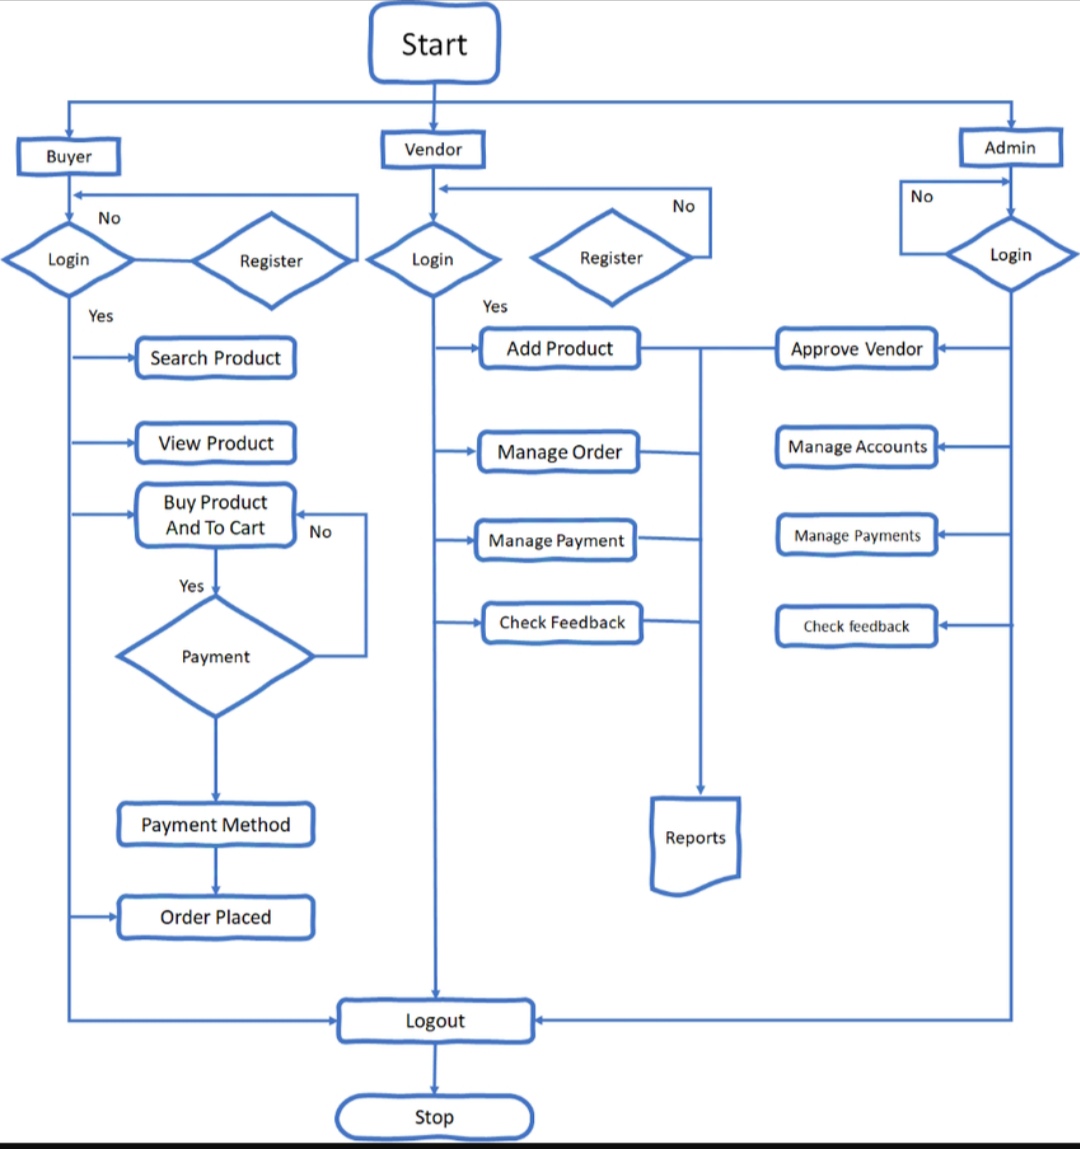 Start
Buyer
Vendor
Admin
No
No
No
Login
Register
Login
Register
Login
Yes
Yes
Search Product
Add Product
Approve Vendor
View Product
Manage Order
Manage Accounts
Buy Product
And To Cart
No
Manage Payment
Manage Payments
Yes
Check Feedback
Check feedback
Payment
Payment Method
Reports
Order Placed
Logout
Stop